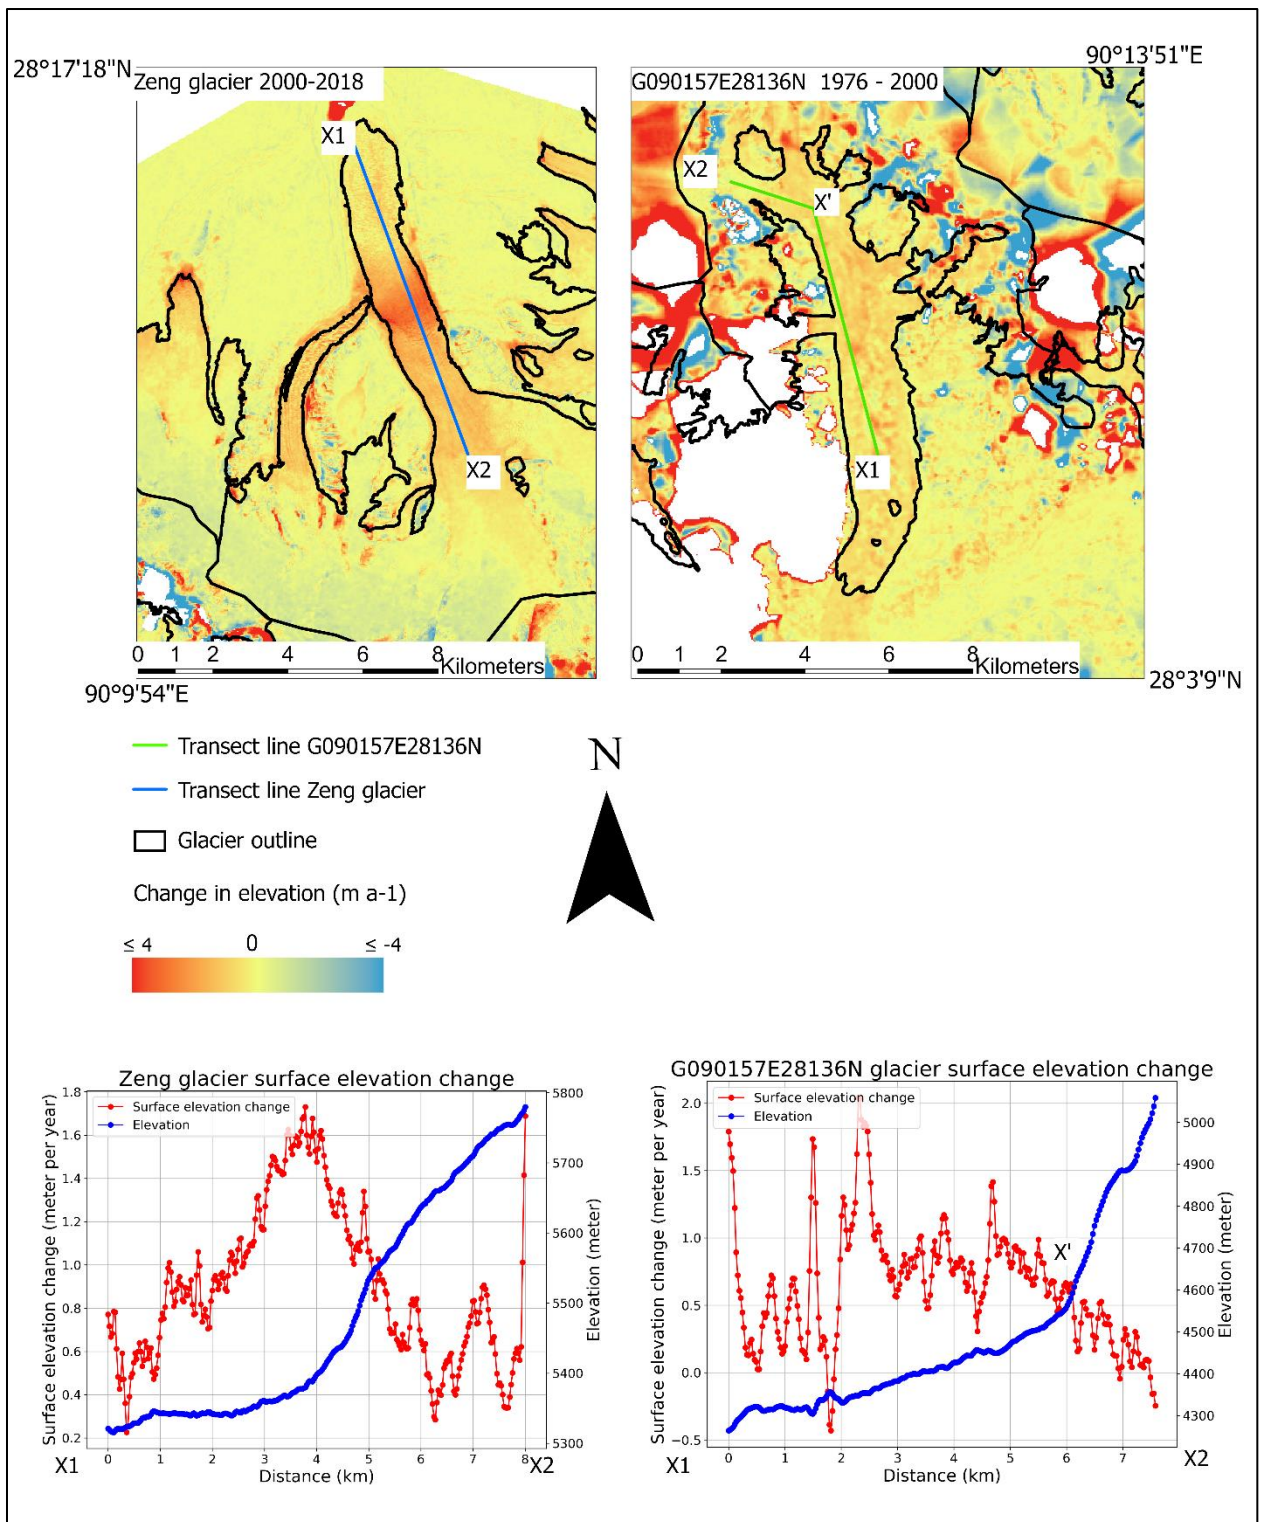 28°17'18"N
90°13'51"E
Zeng glacier 2000-2018
G090157E28136N 1976 - 2000
X1
X2
X2
X'
X1
0 1 2 4 6 8 Kilometers
0 1 2 4 6 8 Kilometers
90°9'54"E
28°3'9"N
Transect line G090157E28136N
Transect line Zeng glacier
Glacier outline
Change in elevation (m a-1)
≤ 4 0 ≤ -4
N
Zeng glacier surface elevation change
Surface elevation change
Elevation
Surface elevation change (meter per year)
1.8
1.6
1.4
1.2
1.0
0.8
0.6
0.4
0.2
5800
5700
5600
5500
5400
5300
Elevation (meter)
0 1 2 3 4 5 6 7 8
X1
Distance (km)
X2
G090157E28136N glacier surface elevation change
Surface elevation change
Elevation
Surface elevation change (meter per year)
2.0
1.5
1.0
0.5
0.0
−0.5
X'
5000
4900
4800
4700
4600
4500
4400
4300
Elevation (meter)
0 1 2 3 4 5 6 7
X1
Distance (km)
X2